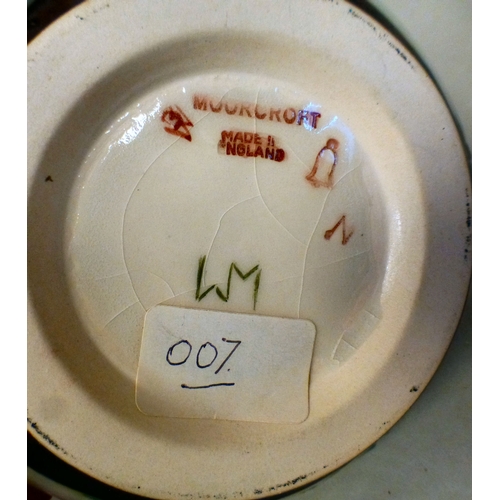 MOORCROFT
MADE IN
ENGLAND
N
WM
007.